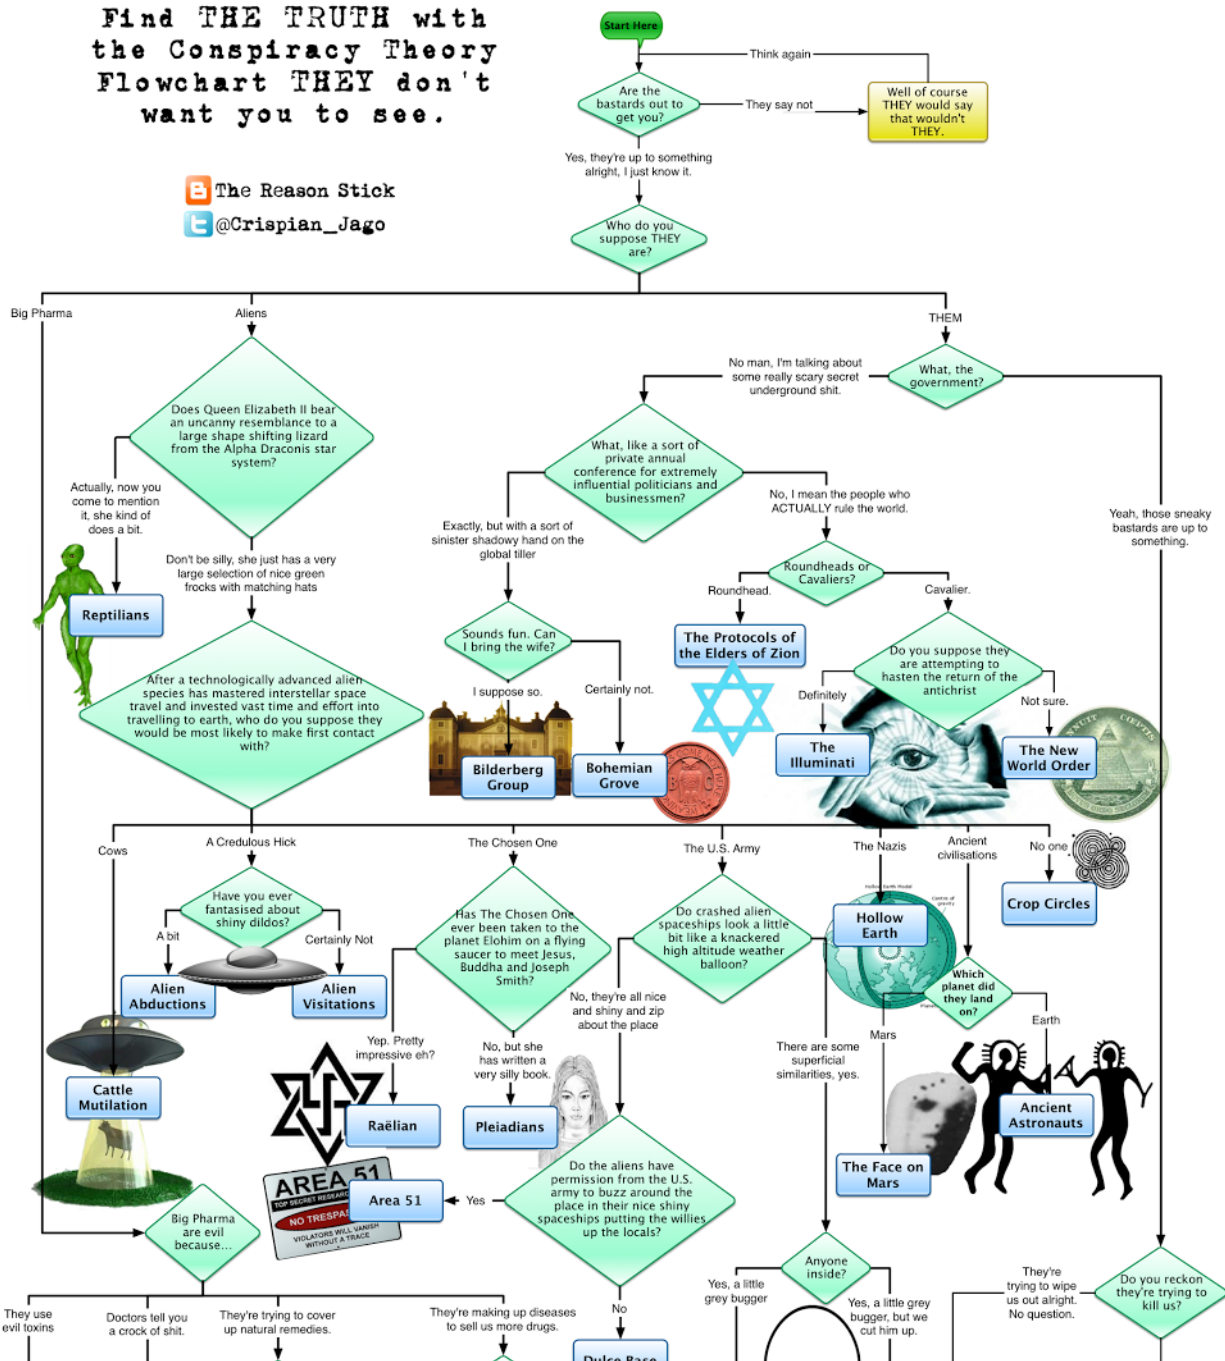 Find THE TRUTH with
the Conspiracy Theory
Flowchart THEY don't
want you to see.
The Reason Stick
@Crispian_Jago
Start Here
Think again
Are the
bastards out to
get you?
They say not
Well of course
THEY would say
that wouldn't
THEY.
Yes, they're up to something
alright, I just know it.
Who do you
suppose THEY
are?
Big Pharma
Aliens
THEM
What, the
government?
No man, I'm talking about
some really scary secret
underground shit.
Does Queen Elizabeth II bear
an uncanny resemblance to a
large shape shifting lizard
from the Alpha Draconis star
system?
What, like a sort of
private annual
conference for extremely
influential politicians and
businessmen?
Actually, now you
come to mention
it, she kind of
does a bit.
No, I mean the people who
ACTUALLY rule the world.
Yeah, those sneaky
bastards are up to
something.
Exactly, but with a sort of
sinister shadowy hand on the
global tiller
Don't be silly, she just has a very
large selection of nice green
frocks with matching hats
Roundheads or
Cavaliers?
Roundhead.
Cavalier.
Reptilians
Sounds fun. Can
I bring the wife?
The Protocols of
the Elders of Zion
Do you suppose they
are attempting to
hasten the return of the
antichrist
After a technologically advanced alien
species has mastered interstellar space
travel and invested vast time and effort into
travelling to earth, who do you suppose they
would be most likely to make first contact
with?
I suppose so.
Certainly not.
Definitely
Not sure.
Bilderberg
Group
Bohemian
Grove
The
Illuminati
The New
World Order
ANNUIT COEPTIS
Cows
A Credulous Hick
The Chosen One
The U.S. Army
The Nazis
Ancient
civilisations
No one
Have you ever
fantasised about
shiny dildos?
Has The Chosen One
ever been taken to the
planet Elohim on a flying
saucer to meet Jesus,
Buddha and Joseph
Smith?
Do crashed alien
spaceships look a little
bit like a knackered
high altitude weather
balloon?
Hollow Earth Model
Centre of
gravity
Hollow
Earth
Crop Circles
A bit
Certainly Not
Alien
Abductions
Alien
Visitations
No, they're all nice
and shiny and zip
about the place
Which
planet did
they land
on?
Mars
Earth
Yep. Pretty
impressive eh?
No, but she
has written a
very silly book.
There are some
superficial
similarities, yes.
Cattle
Mutilation
Raëlian
Pleiadians
Ancient
Astronauts
The Face on
Mars
AREA 51
TOP SECRET RESEARC
NO TRESPAS
VIOLATORS WILL VANISH
WITHOUT A TRACE
Area 51
Yes
Do the aliens have
permission from the U.S.
army to buzz around the
place in their nice shiny
spaceships putting the willies
up the locals?
Big Pharma
are evil
because...
Anyone
inside?
Do you reckon
they're trying to
kill us?
They're
trying to wipe
us out alright.
No question.
Yes, a little
grey bugger
Yes, a little grey
bugger, but we
cut him up.
They use
evil toxins
Doctors tell you
a crock of shit.
They're trying to cover
up natural remedies.
They're making up diseases
to sell us more drugs.
No
Dulce Base